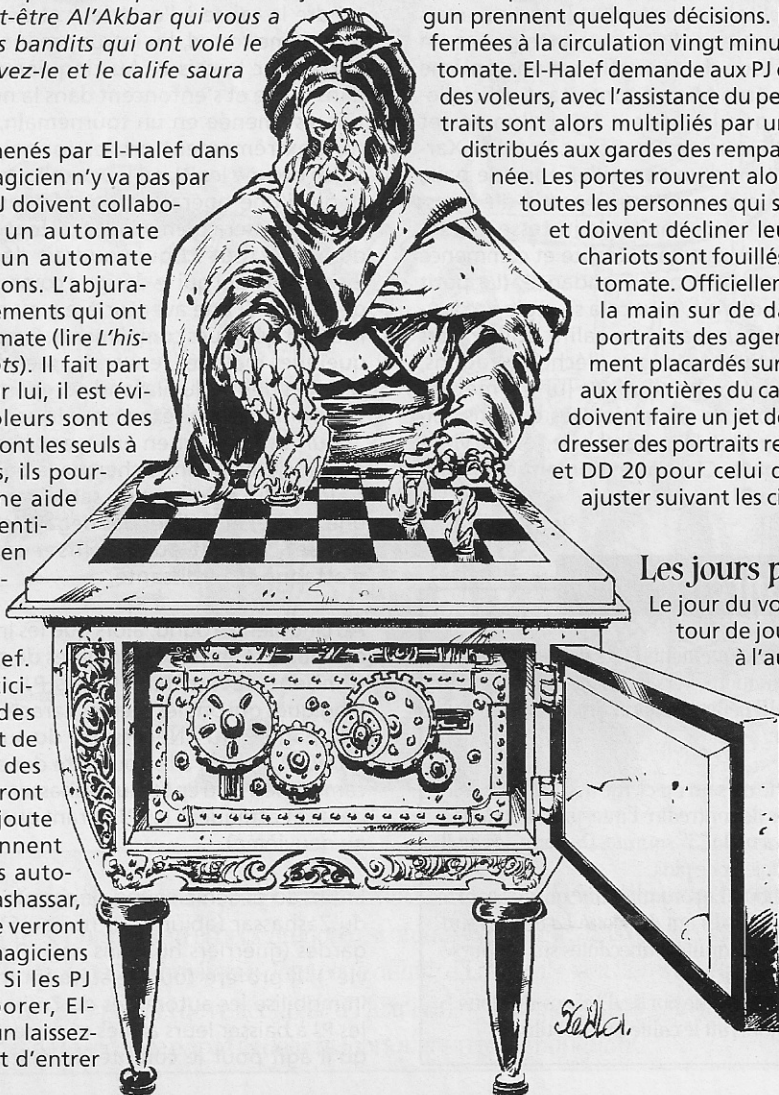 t-être Al'Akbar qui vous a
s bandits qui ont volé le
vez-le et le calife saura
nenés par El-Halef dans
agicien n'y va pas par
J doivent collabo-
un automate
un automate
ons. L'abjura-
ements qui ont
mate (lire L'his-
ots). Il fait part
r lui, il est évi-
oleurs sont des
ont les seuls à
s, ils pour-
ne aide
enti-
en
-
ef.
ici-
des
t de
des
ront
joute
nnent
s auto-
ashassar,
e verront
nagiciens
Si les PJ
orer, El-
un laissez-
t d'entrer
gun prennent quelques décisions.
fermées à la circulation vingt minu
tomate. El-Halef demande aux PJ d
des voleurs, avec l'assistance du pe
traits sont alors multipliés par un
distribués aux gardes des rempa
née. Les portes rouvrent alo
toutes les personnes qui s
et doivent décliner leu
chariots sont fouillés
tomate. Officieller
la main sur de da
portraits des ager
ment placardés sur
aux frontières du ca
doivent faire un jet de
dresser des portraits re
et DD 20 pour celui d
ajuster suivant les ci
Les jours p
Le jour du vo
tour de jou
à l'au